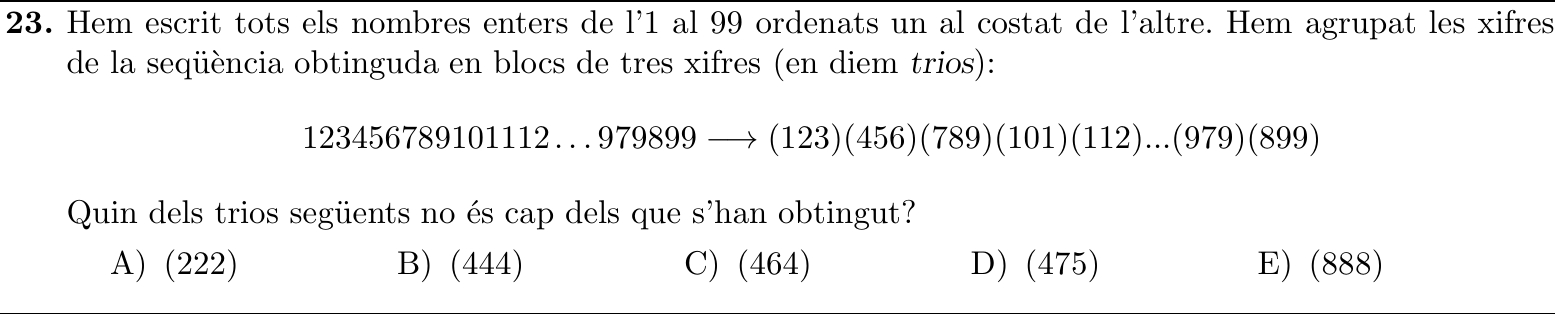 23. Hem escrit tots els nombres enters de l'1 al 99 ordenats un al costat de l'altre. Hem agrupat les xifres
de la seqüència obtinguda en blocs de tres xifres (en diem trios):
123456789101112...979899 ⟶ (123)(456)(789)(101)(112)...(979)(899)
Quin dels trios següents no és cap dels que s'han obtingut?
A) (222) B) (444) C) (464) D) (475) E) (888)